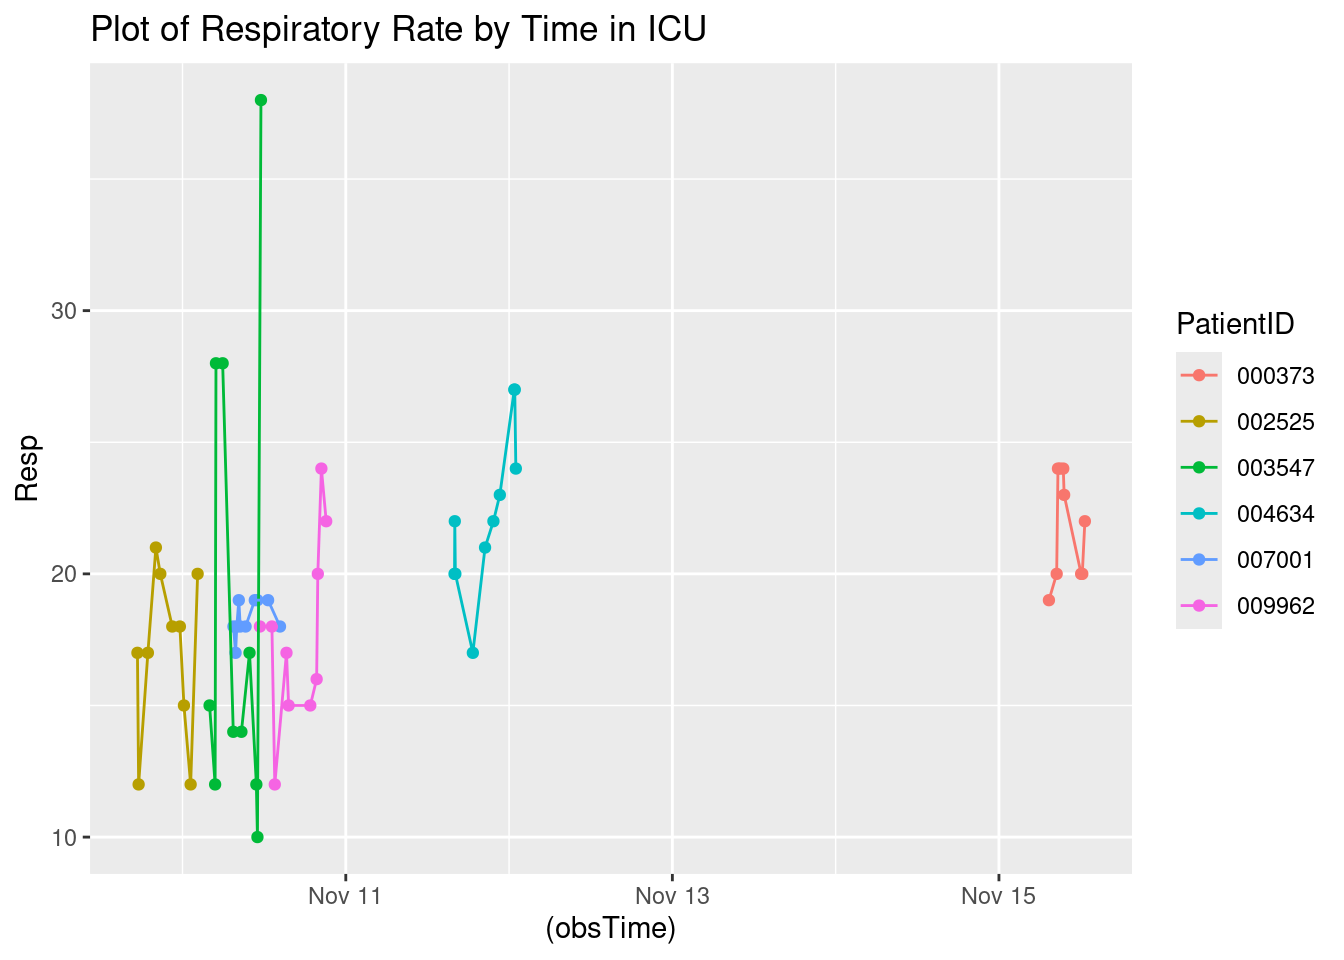 Plot of Respiratory Rate by Time in ICU
Resp
30
20
10
Nov 11
Nov 13
Nov 15
(obsTime)
PatientID
000373
002525
003547
004634
007001
009962